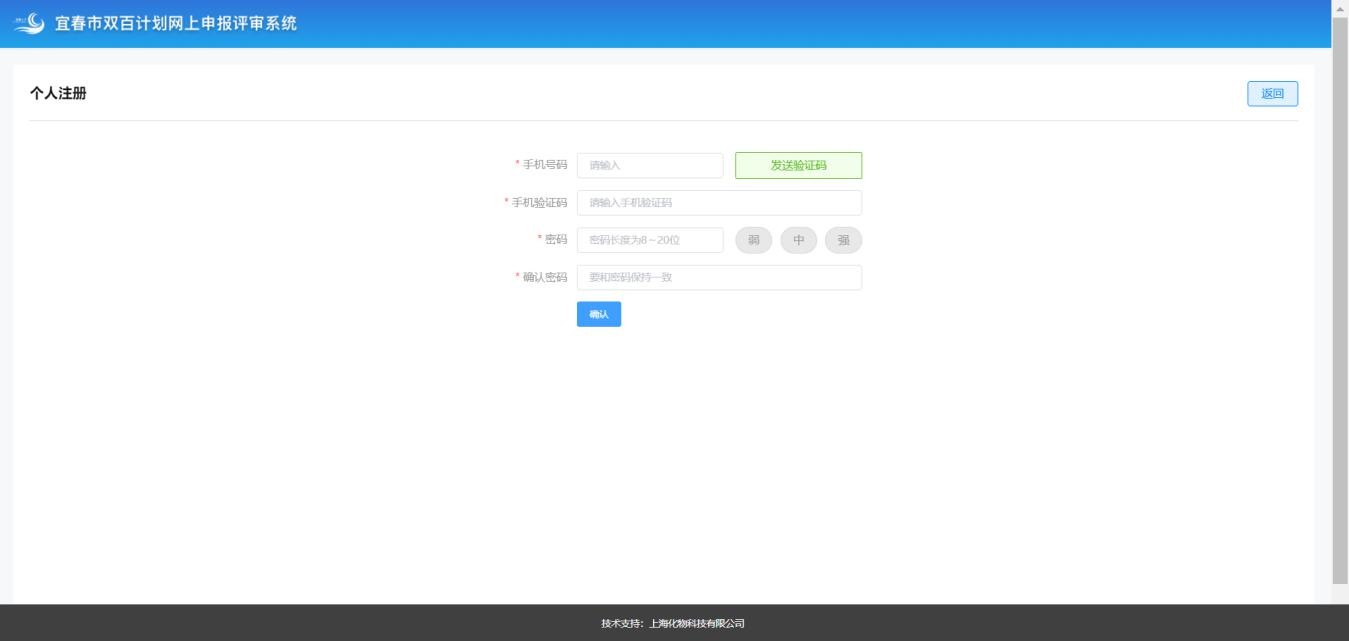 宜春市双百计划网上申报评审系统
个人注册
返回
* 手机号码 请输入 发送验证码
* 手机验证码 请输入手机验证码
* 密码 密码长度为8～20位 弱 中 强
* 确认密码 要和密码保持一致
确认
技术支持：上海化物科技有限公司